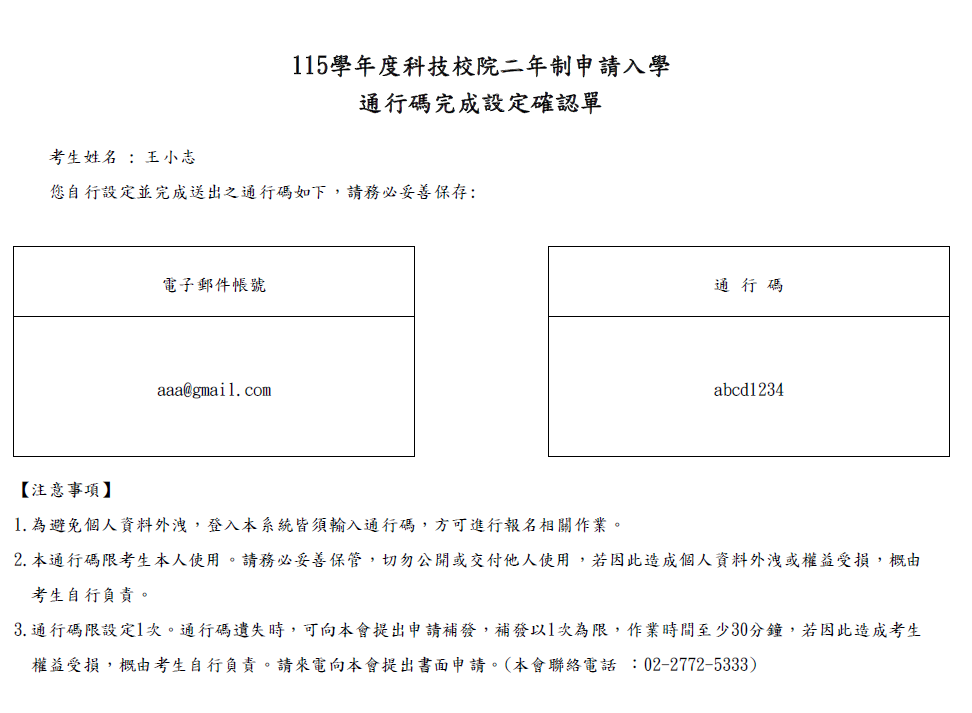 115學年度科技校院二年制申請入學
通行碼完成設定確認單
考生姓名 : 王小志
您自行設定並完成送出之通行碼如下,請務必妥善保存:
電子郵件帳號
通 行 碼
aaa@gmail.com
abcd1234
【注意事項】
1.為避免個人資料外洩,登入本系統皆須輸入通行碼,方可進行報名相關作業。
2.本通行碼限考生本人使用。請務必妥善保管,切勿公開或交付他人使用,若因此造成個人資料外洩或權益受損,概由
考生自行負責。
3.通行碼限設定1次。通行碼遺失時,可向本會提出申請補發,補發以1次為限,作業時間至少30分鐘,若因此造成考生
權益受損,概由考生自行負責。請來電向本會提出書面申請。(本會聯絡電話 :02-2772-5333)